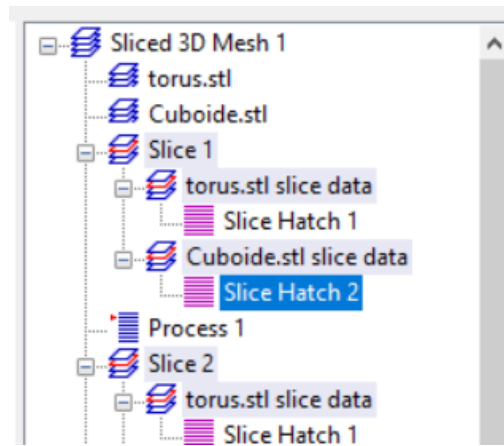 Sliced 3D Mesh 1
torus.stl
Cuboide.stl
Slice 1
torus.stl slice data
Slice Hatch 1
Cuboide.stl slice data
Slice Hatch 2
Process 1
Slice 2
torus.stl slice data
Slice Hatch 1